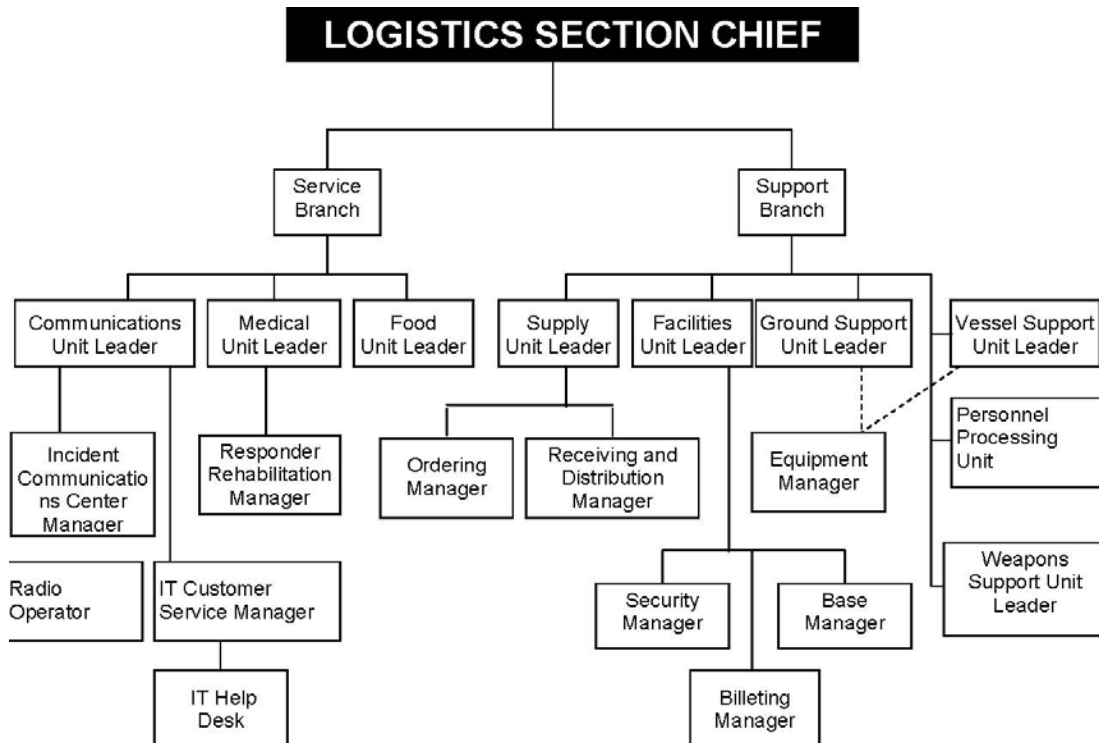 LOGISTICS SECTION CHIEF
Service
Branch
Support
Branch
Communications
Unit Leader
Medical
Unit Leader
Food
Unit Leader
Supply
Unit Leader
Facilities
Unit Leader
Ground Support
Unit Leader
Vessel Support
Unit Leader
Incident
Communicatio
ns Center
Manager
Responder
Rehabilitation
Manager
Ordering
Manager
Receiving and
Distribution
Manager
Equipment
Manager
Personnel
Processing
Unit
Radio
Operator
IT Customer
Service Manager
Security
Manager
Base
Manager
Weapons
Support Unit
Leader
IT Help
Desk
Billeting
Manager